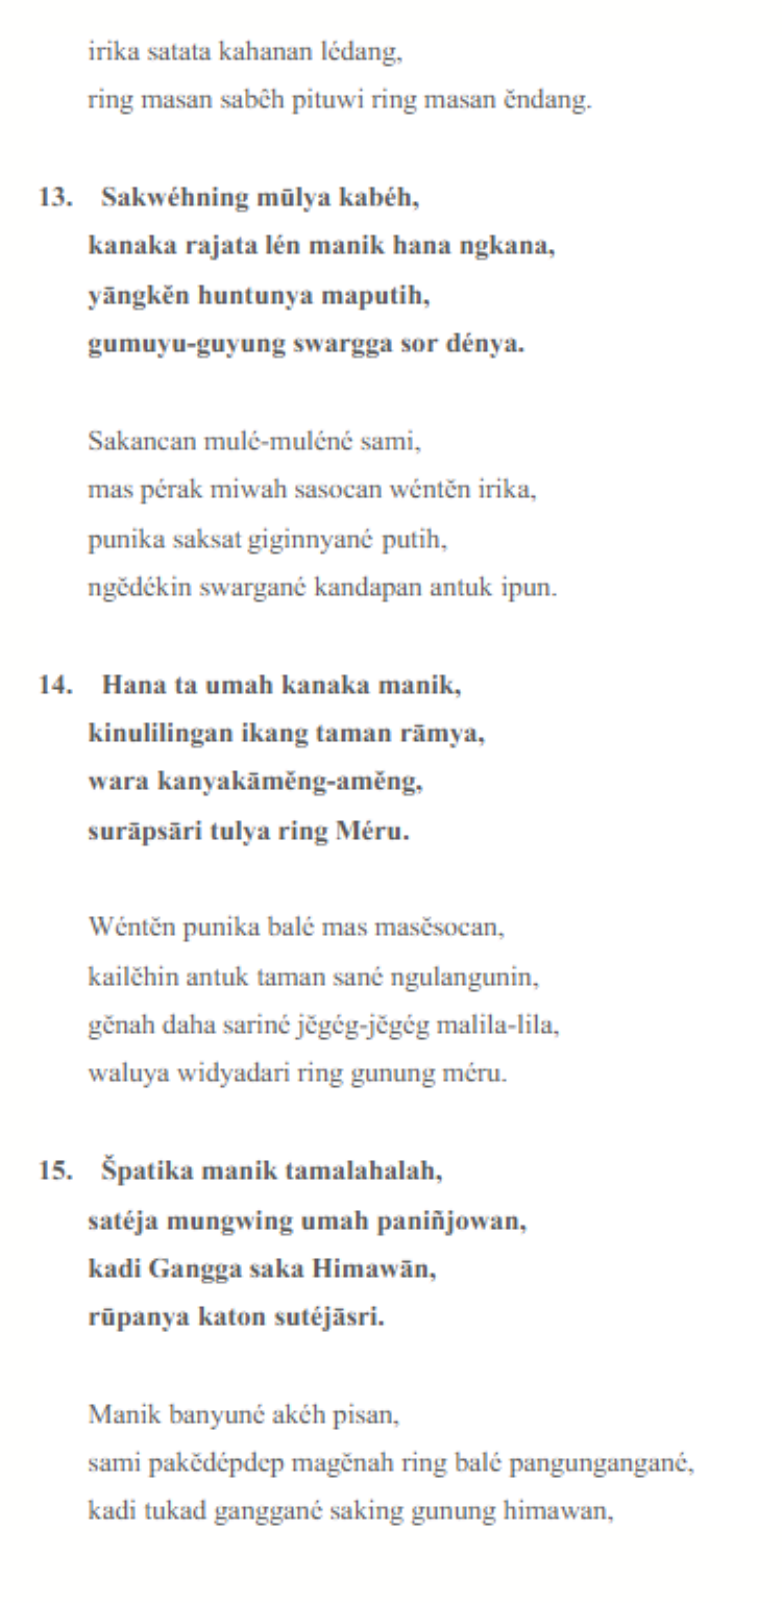 irika satata kahanan lédang,
ring masan sabĕh pituwi ring masan ĕndang.
13. Sakwéhning mūlya kabéh,
kanaka rajata lén manik hana ngkana,
yāngkĕn huntunya maputih,
gumuyu-guyung swargga sor dénya.
Sakancan mulé-muléné sami,
mas pérak miwah sasocan wéntĕn irika,
punika saksat giginnyané putih,
ngĕdékin swargané kandapan antuk ipun.
14. Hana ta umah kanaka manik,
kinulilingan ikang taman rāmya,
wara kanyakāmĕng-amĕng,
surāpsāri tulya ring Méru.
Wéntĕn punika balé mas masĕsocan,
kailĕhin antuk taman sané ngulangunin,
gĕnah daha sariné jĕgég-jĕgég malila-lila,
waluya widyadari ring gunung méru.
15. Špatika manik tamalahalah,
satéja mungwing umah paniñjowan,
kadi Gangga saka Himawān,
rūpanya katon sutéjāsri.
Manik banyuné akéh pisan,
sami pakĕdépdep magĕnah ring balé pangungangané,
kadi tukad ganggané saking gunung himawan,